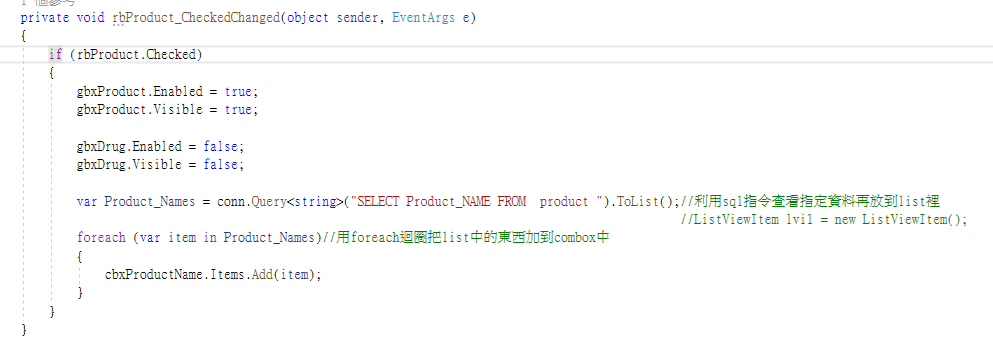 1 個參考
private void rbProduct_CheckedChanged(object sender, EventArgs e)
{
if (rbProduct.Checked)
{
gbxProduct.Enabled = true;
gbxProduct.Visible = true;
gbxDrug.Enabled = false;
gbxDrug.Visible = false;
var Product_Names = conn.Query<string>("SELECT Product_NAME FROM  product ").ToList();//利用sql指令查看指定資料再放到list裡
//ListViewItem lvi1 = new ListViewItem();
foreach (var item in Product_Names)//用foreach迴圈把list中的東西加到combox中
{
cbxProductName.Items.Add(item);
}
}
}